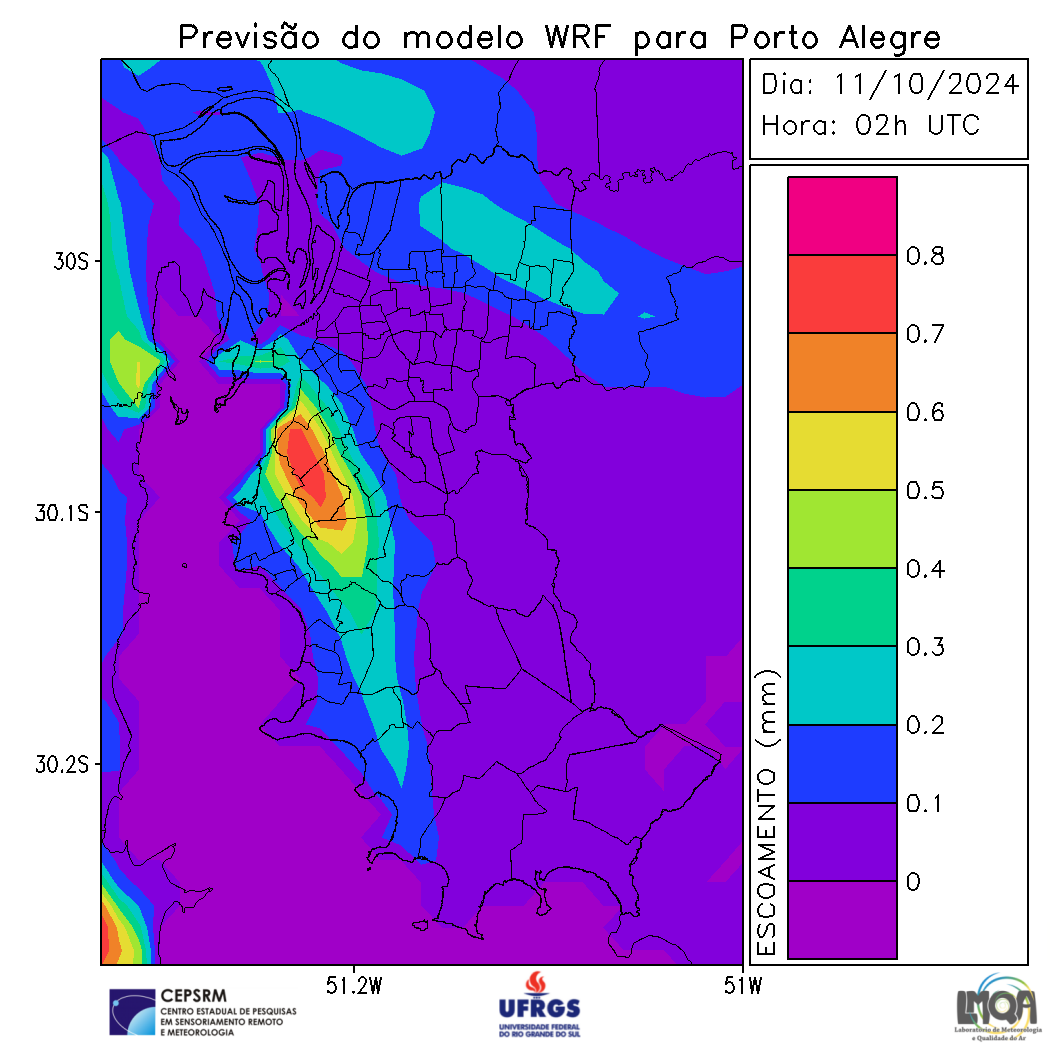 Previsão do modelo WRF para Porto Alegre
Dia: 11/10/2024
Hora: 02h UTC
30S
30.1S
30.2S
51.2W
51W
ESCOAMENTO (mm)
0.8
0.7
0.6
0.5
0.4
0.3
0.2
0.1
0
CEPSRM
CENTRO ESTADUAL DE PESQUISAS
EM SENSORIAMENTO REMOTO
E METEOROLOGIA
UFRGS
UNIVERSIDADE FEDERAL
DO RIO GRANDE DO SUL
LMQA
Laboratório de Meteorologia
e Qualidade do Ar